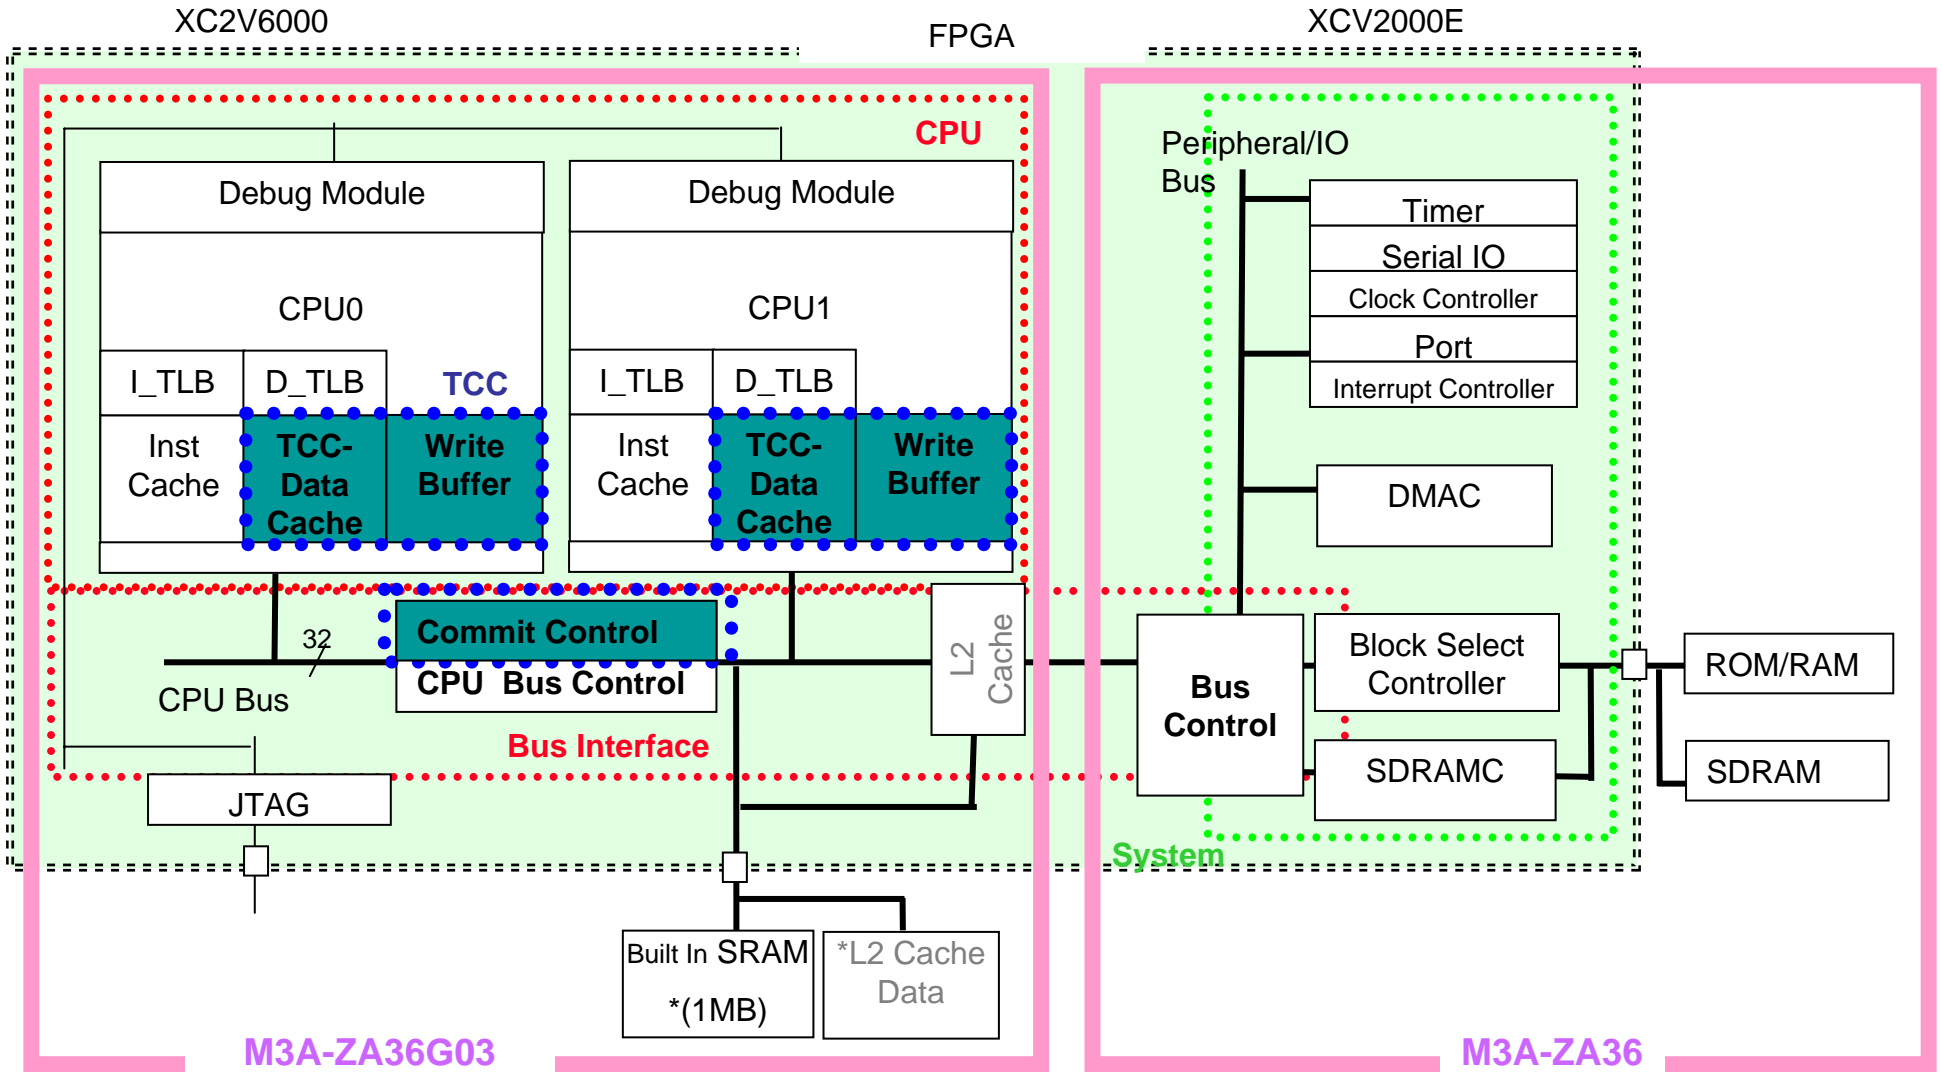 XC2V6000
FPGA
XCV2000E
CPU
Debug Module
CPU0
I_TLB
D_TLB
TCC
Inst
Cache
TCC-
Data
Cache
Write
Buffer
Debug Module
CPU1
I_TLB
D_TLB
Inst
Cache
TCC-
Data
Cache
Write
Buffer
32
CPU Bus
Commit Control
CPU Bus Control
Bus Interface
L2
Cache
JTAG
Built In SRAM
*(1MB)
*L2 Cache
Data
M3A-ZA36G03
Peripheral/IO
Bus
Timer
Serial IO
Clock Controller
Port
Interrupt Controller
DMAC
Bus
Control
Block Select
Controller
SDRAMC
System
ROM/RAM
SDRAM
M3A-ZA36